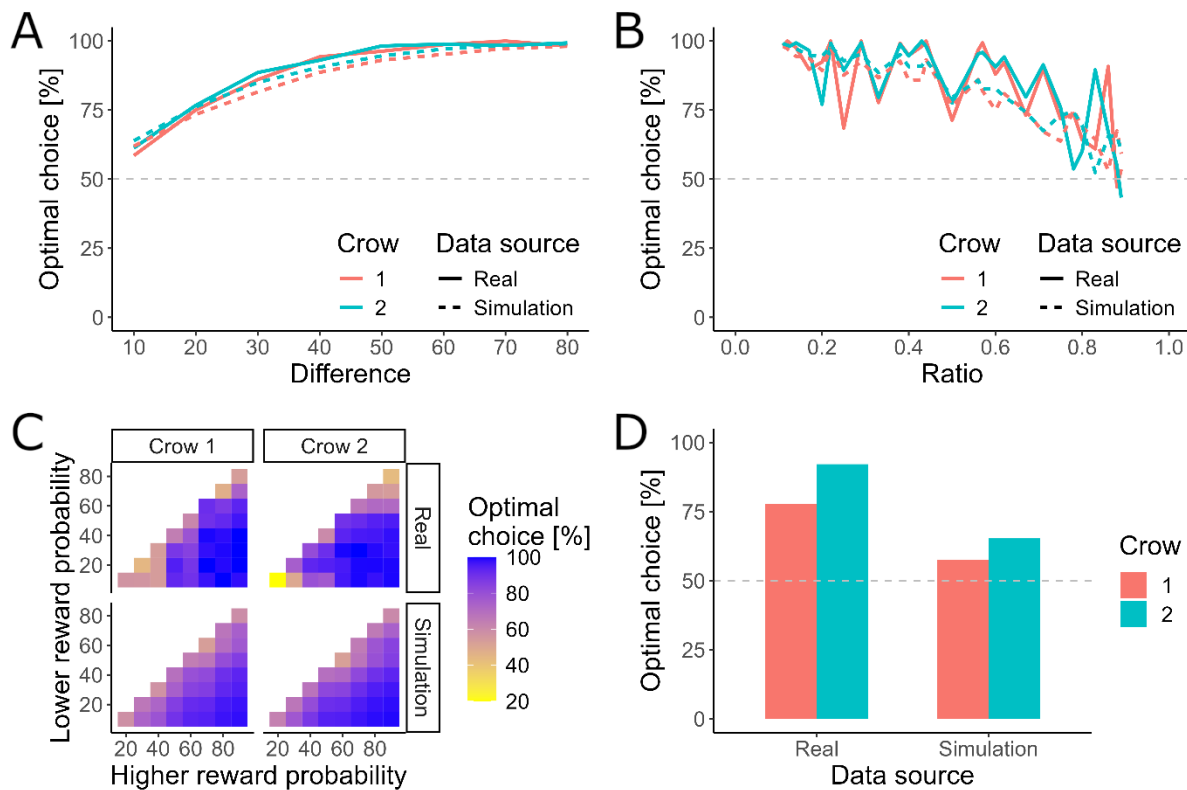 A
Optimal choice [%]
100
75
50
25
0
10 20 30 40 50 60 70 80
Difference
Crow
1
2
Data source
Real
Simulation
B
Optimal choice [%]
100
75
50
25
0
0.0 0.2 0.4 0.6 0.8 1.0
Ratio
Crow
1
2
Data source
Real
Simulation
C
Crow 1 Crow 2
Lower reward probability
80
60
40
20
Real
80
60
40
20
Simulation
20 40 60 80 20 40 60 80
Higher reward probability
Optimal
choice [%]
100
80
60
40
20
D
Optimal choice [%]
100
75
50
25
0
Real Simulation
Data source
Crow
1
2